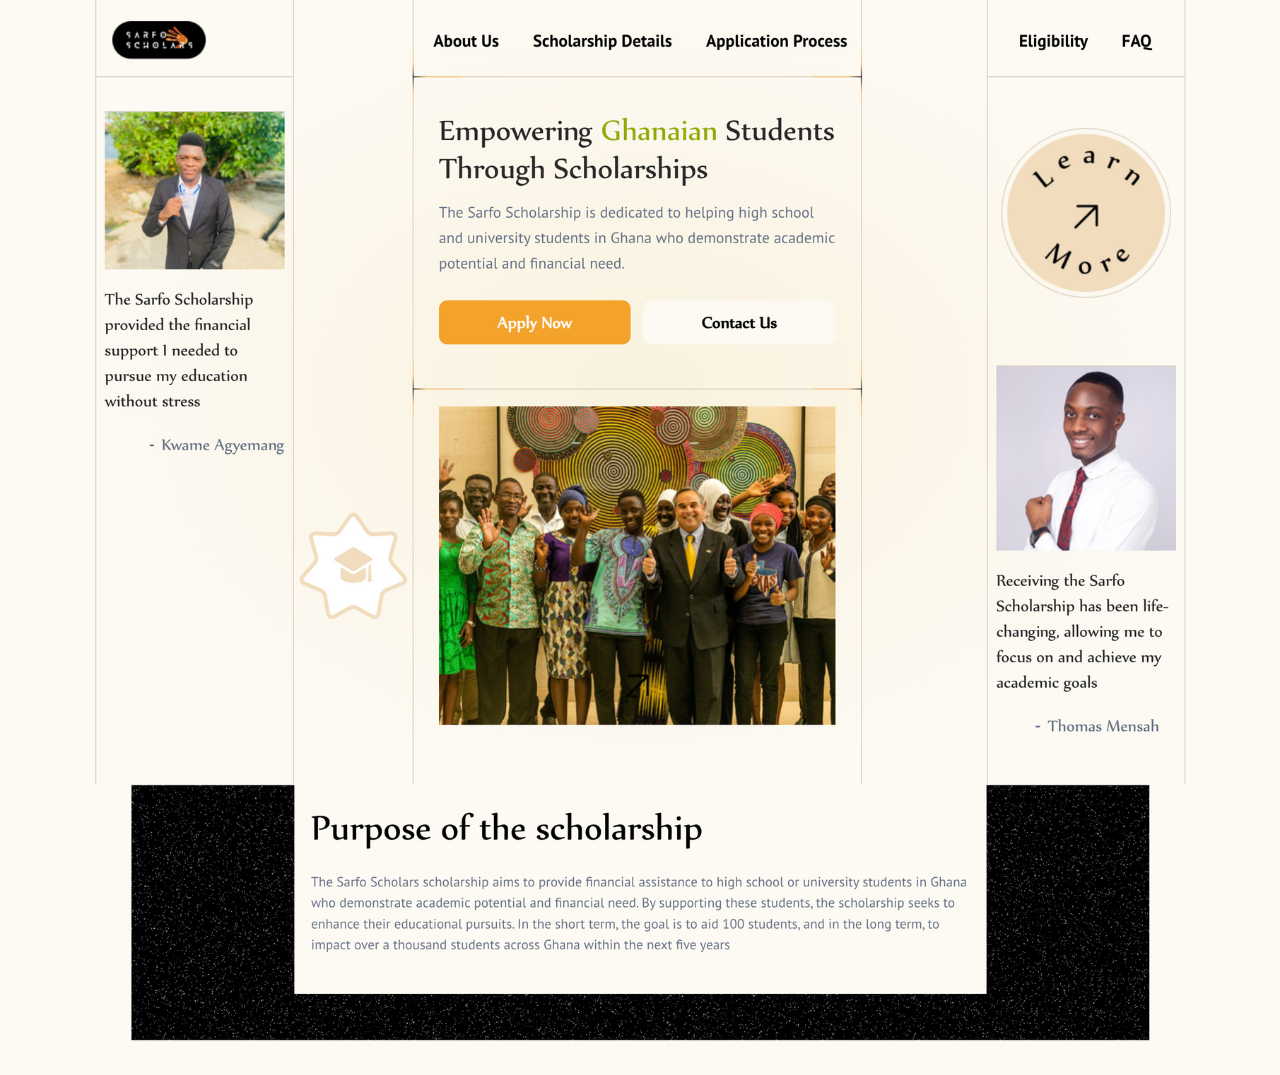 SARFO
SCHOLARS
About Us
Scholarship Details
Application Process
Eligibility
FAQ
The Sarfo Scholarship
provided the financial
support I needed to
pursue my education
without stress
- Kwame Agyemang
Empowering Ghanaian Students
Through Scholarships
The Sarfo Scholarship is dedicated to helping high school
and university students in Ghana who demonstrate academic
potential and financial need.
Apply Now
Contact Us
TEXAS
Learn
More
Receiving the Sarfo
Scholarship has been life-
changing, allowing me to
focus on and achieve my
academic goals
- Thomas Mensah
Purpose of the scholarship
The Sarfo Scholars scholarship aims to provide financial assistance to high school or university students in Ghana
who demonstrate academic potential and financial need. By supporting these students, the scholarship seeks to
enhance their educational pursuits. In the short term, the goal is to aid 100 students, and in the long term, to
impact over a thousand students across Ghana within the next five years